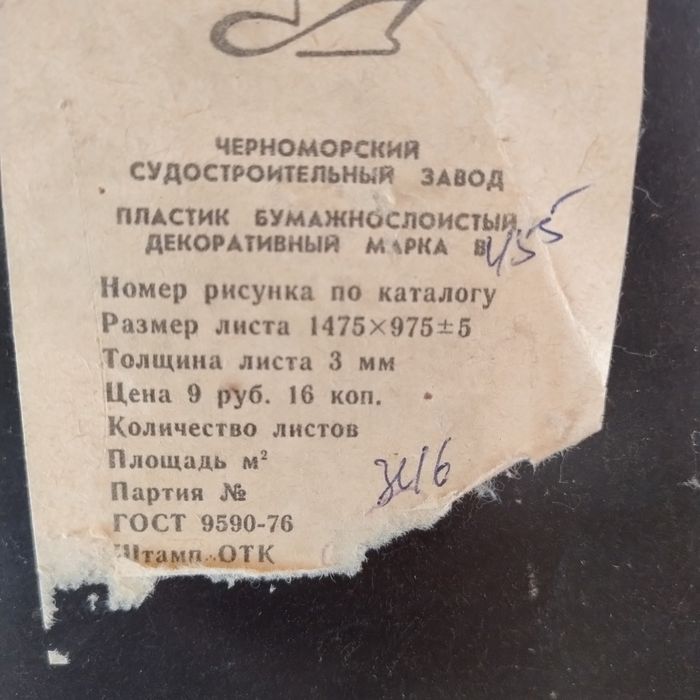 ЧЕРНОМОРСКИЙ
СУДОСТРОИТЕЛЬНЫЙ ЗАВОД
ПЛАСТИК БУМАЖНОСЛОИСТЫЙ
ДЕКОРАТИВНЫЙ МАРКА В
455
Номер рисунка по каталогу
Размер листа 1475×975±5
Толщина листа 3 мм
Цена 9 руб. 16 коп.
Количество листов
Площадь м²
Партия №
ГОСТ 9590-76
Штамп ОТК